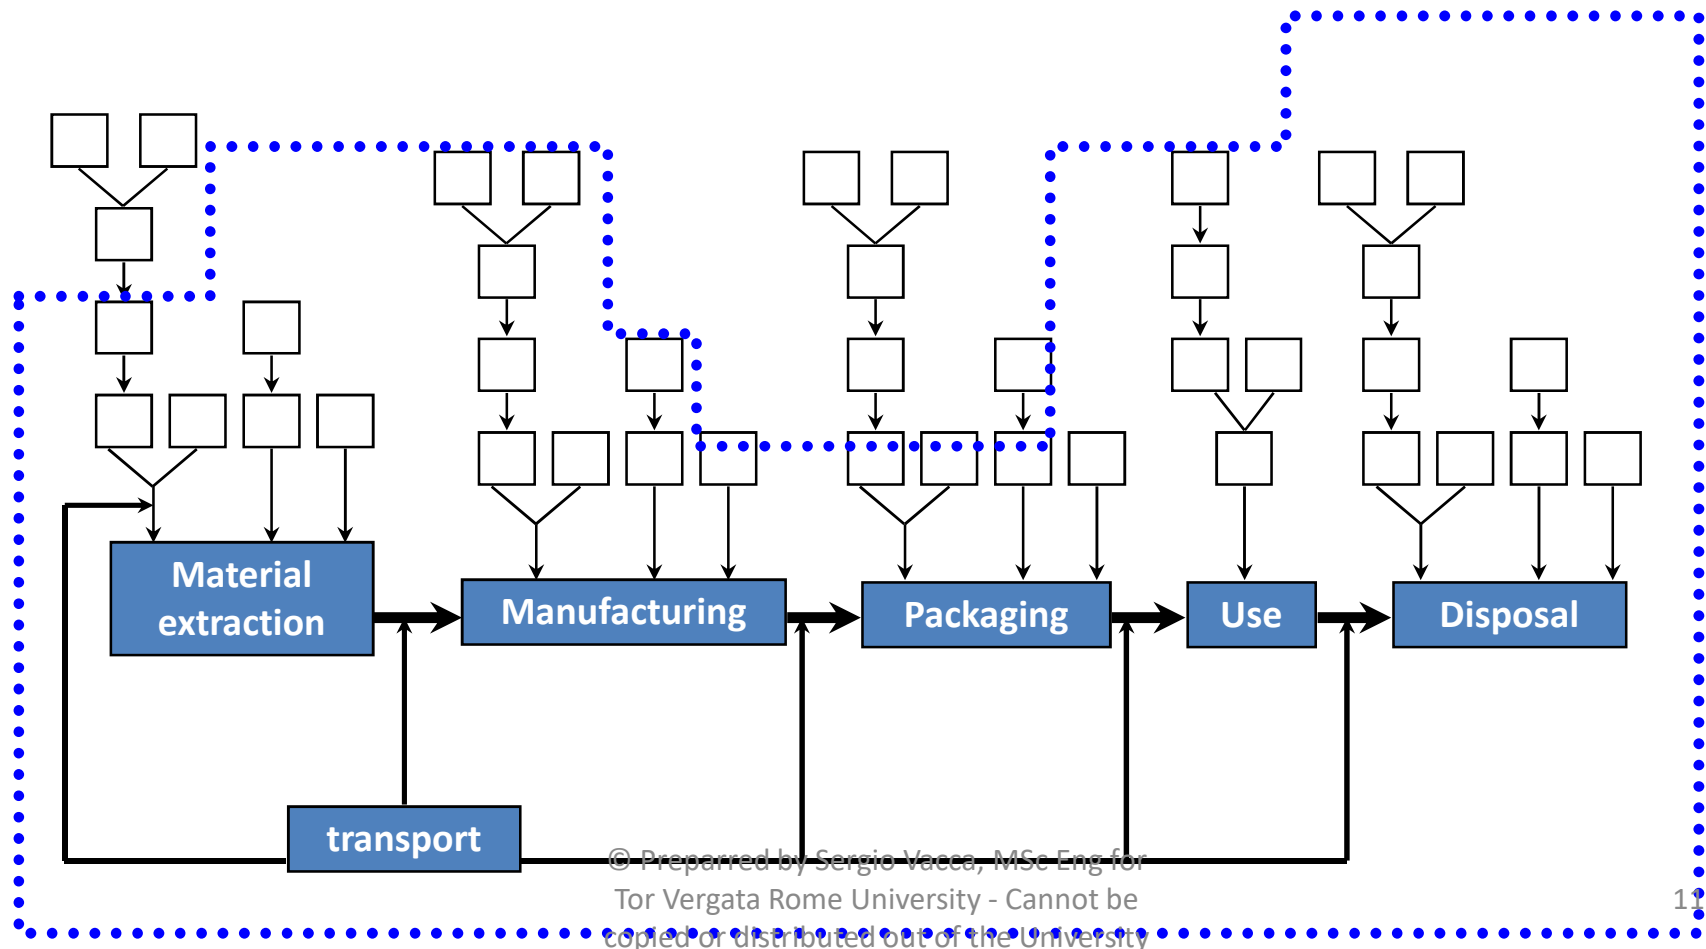 Material
extraction
Manufacturing
Packaging
Use
Disposal
transport
© Preparred by Sergio Vacca, MSc Eng for
Tor Vergata Rome University - Cannot be
copied or distributed out of the University
11